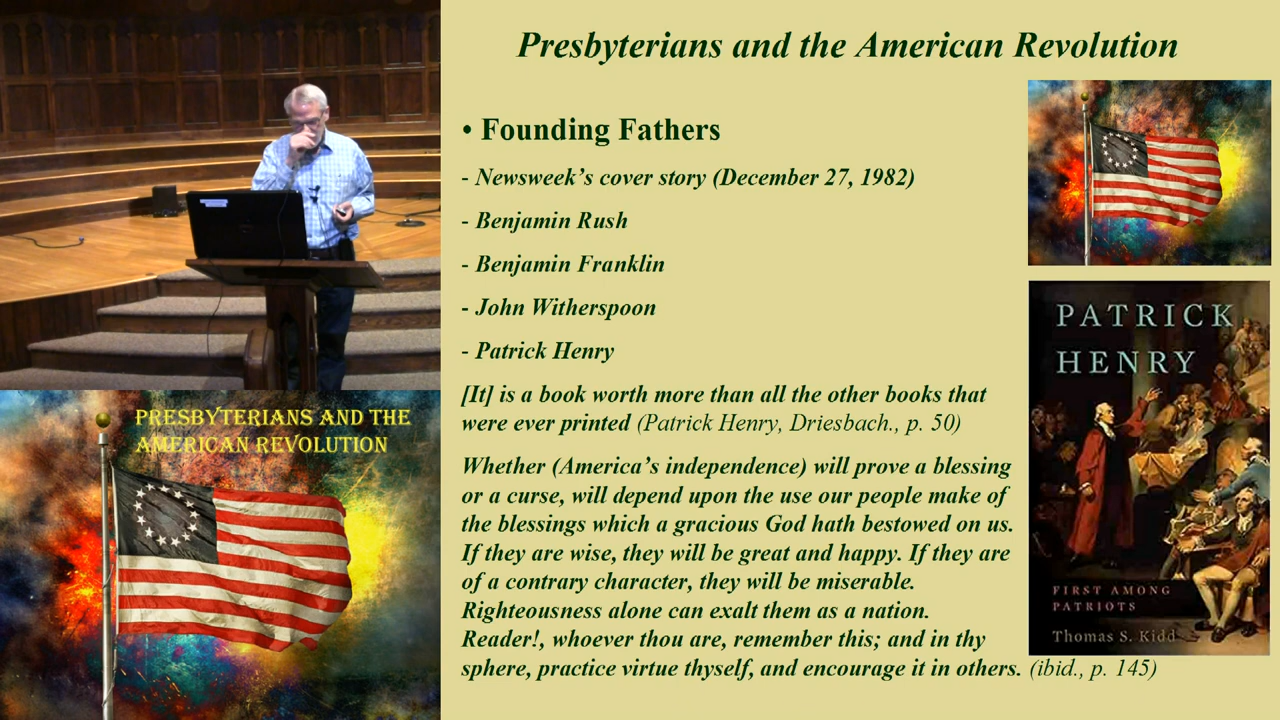 Presbyterians and the American Revolution
• Founding Fathers
- Newsweek's cover story (December 27, 1982)
- Benjamin Rush
- Benjamin Franklin
- John Witherspoon
- Patrick Henry
[It] is a book worth more than all the other books that
were ever printed (Patrick Henry, Driesbach., p. 50)
Whether (America's independence) will prove a blessing
or a curse, will depend upon the use our people make of
the blessings which a gracious God hath bestowed on us.
If they are wise, they will be great and happy. If they are
of a contrary character, they will be miserable.
Righteousness alone can exalt them as a nation.
Reader!, whoever thou are, remember this; and in thy
sphere, practice virtue thyself, and encourage it in others. (ibid., p. 145)
PATRICK
HENRY
FIRST AMONG
PATRIOTS
Thomas S. Kidd
PRESBYTERIANS AND THE
AMERICAN REVOLUTION